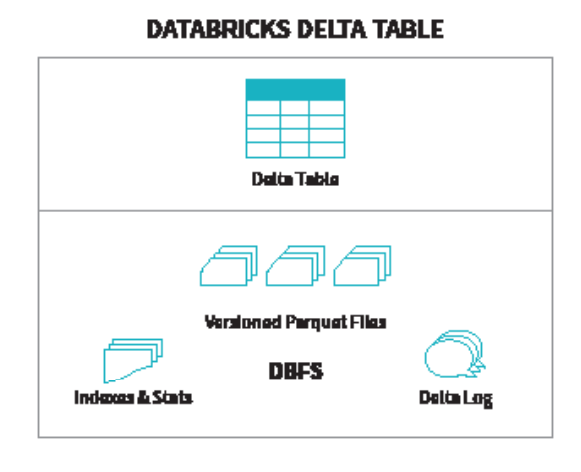 DATABRICKS DELTA TABLE
Delta Table
Versioned Parquet Files
DBFS
Indexes & Stats
Delta Log